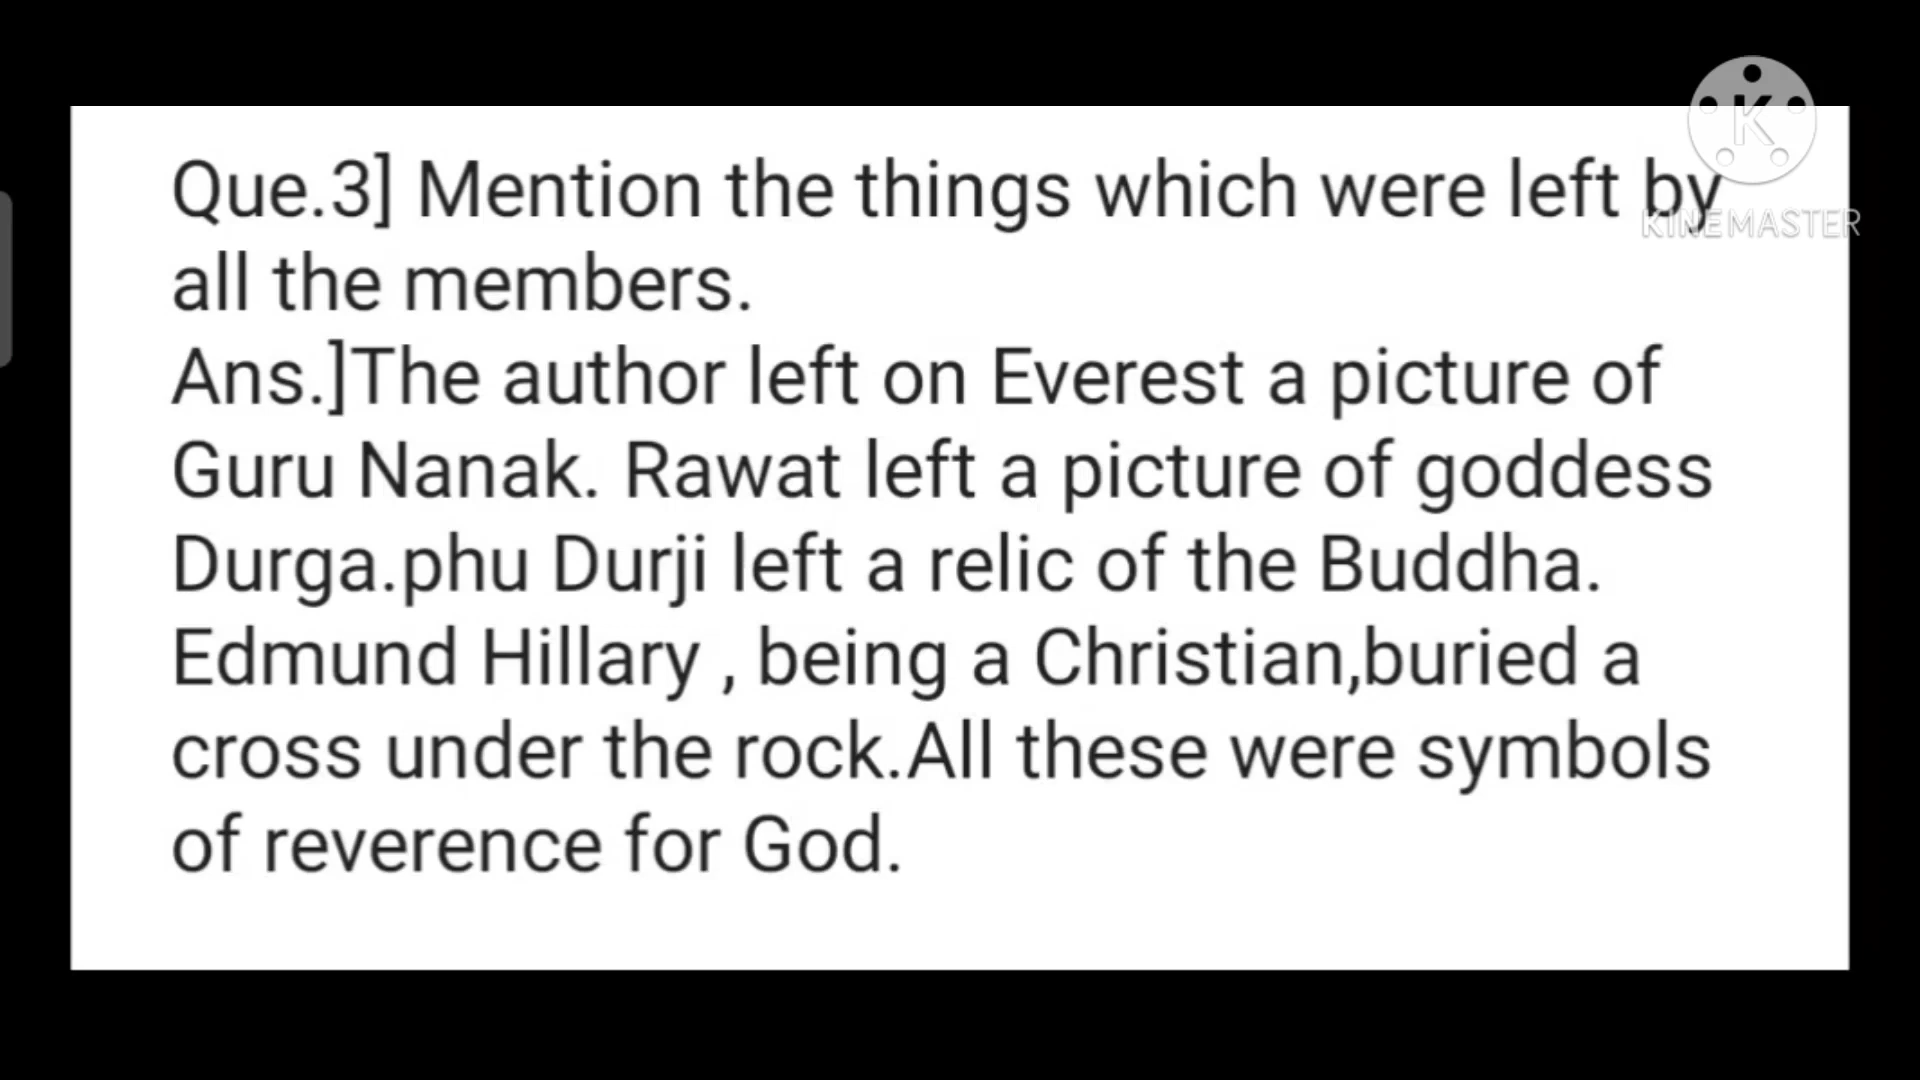 Que.3] Mention the things which were left by
all the members.
Ans.]The author left on Everest a picture of
Guru Nanak. Rawat left a picture of goddess
Durga.phu Durji left a relic of the Buddha.
Edmund Hillary , being a Christian,buried a
cross under the rock.All these were symbols
of reverence for God.
K
KINEMASTER